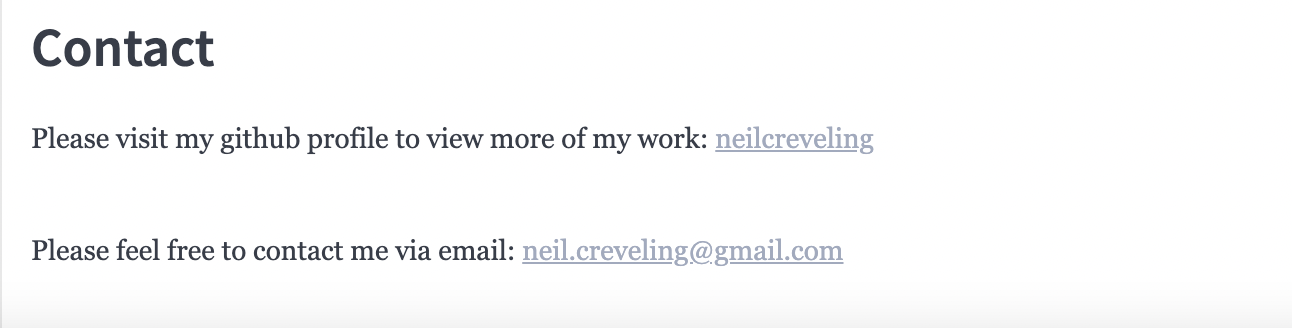 Contact
Please visit my github profile to view more of my work: neilcreveling
Please feel free to contact me via email: neil.creveling@gmail.com